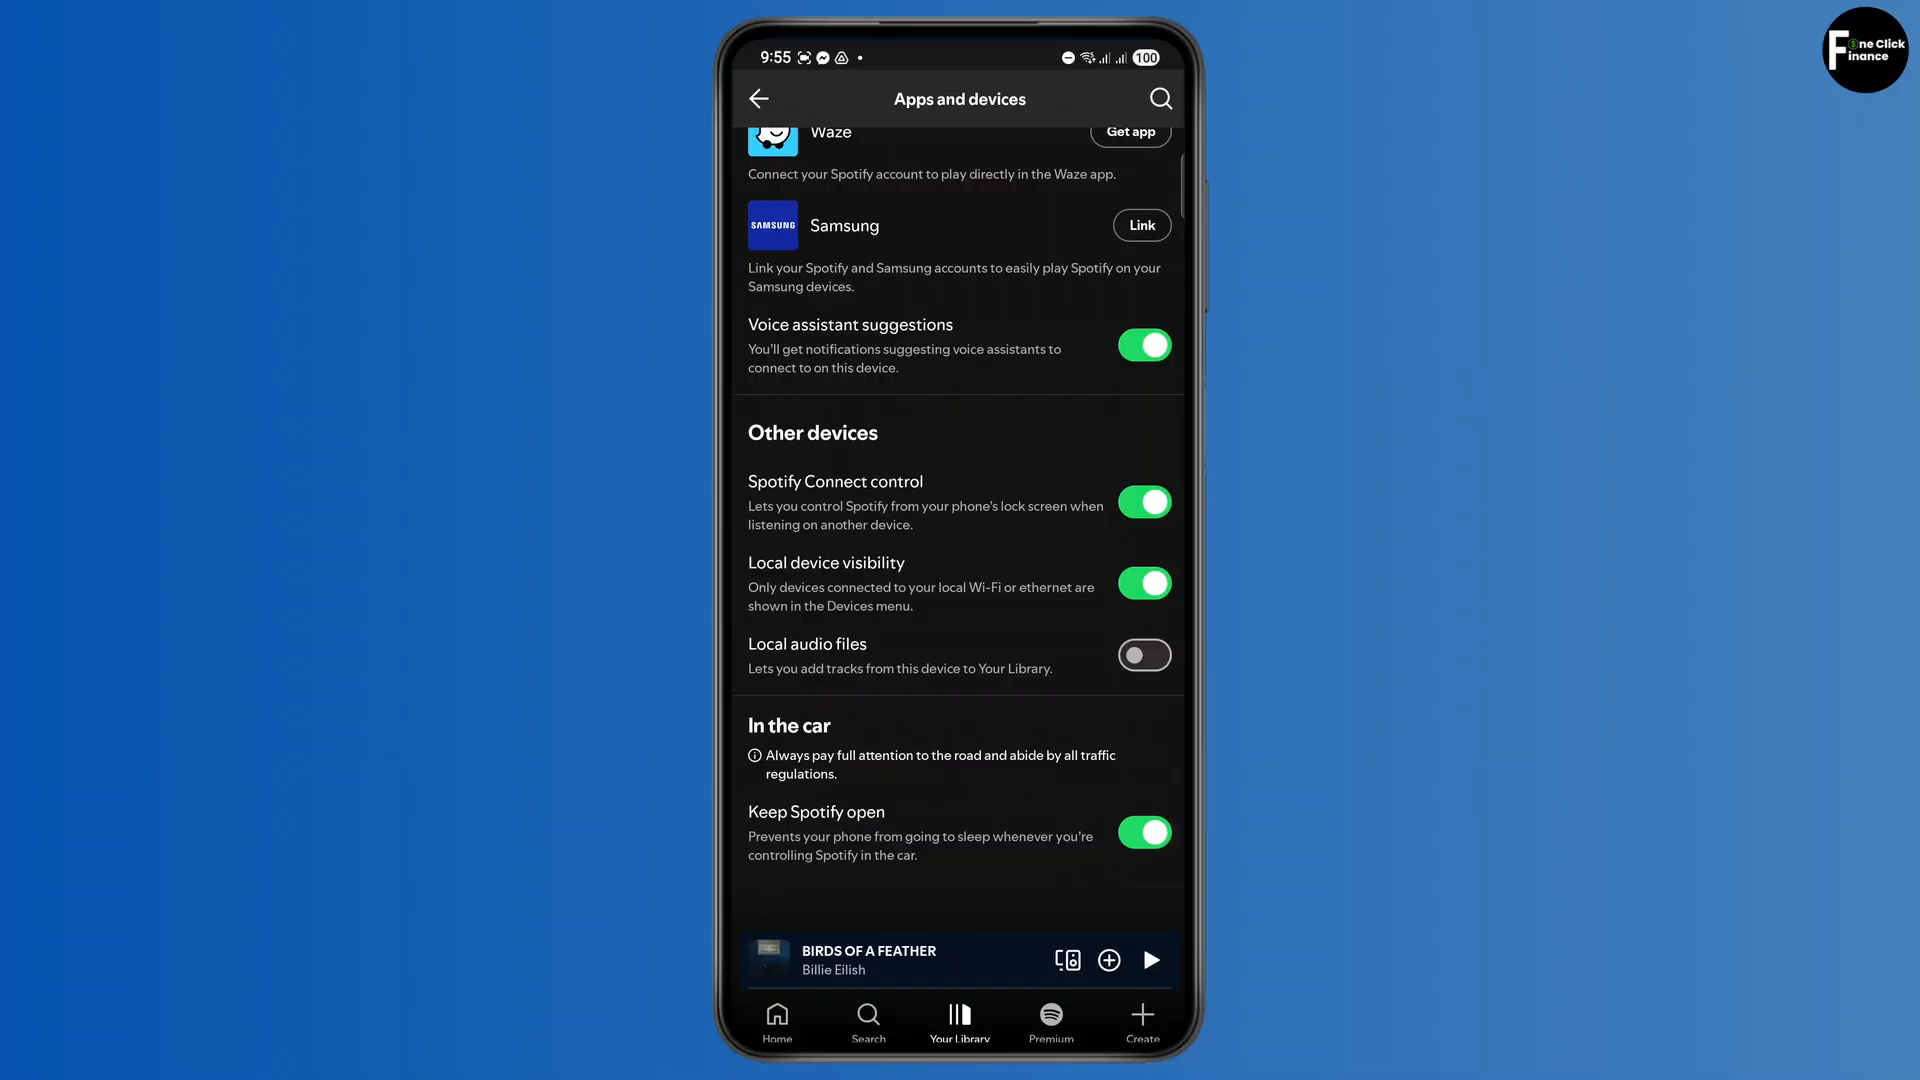 9:55
100
One Click
Finance
Apps and devices
Waze
Get app
Connect your Spotify account to play directly in the Waze app.
SAMSUNG
Samsung
Link
Link your Spotify and Samsung accounts to easily play Spotify on your
Samsung devices.
Voice assistant suggestions
You'll get notifications suggesting voice assistants to
connect to on this device.
Other devices
Spotify Connect control
Lets you control Spotify from your phone's lock screen when
listening on another device.
Local device visibility
Only devices connected to your local Wi-Fi or ethernet are
shown in the Devices menu.
Local audio files
Lets you add tracks from this device to Your Library.
In the car
Always pay full attention to the road and abide by all traffic
regulations.
Keep Spotify open
Prevents your phone from going to sleep whenever you're
controlling Spotify in the car.
BIRDS OF A FEATHER
Billie Eilish
Home
Search
Your Library
Premium
Create